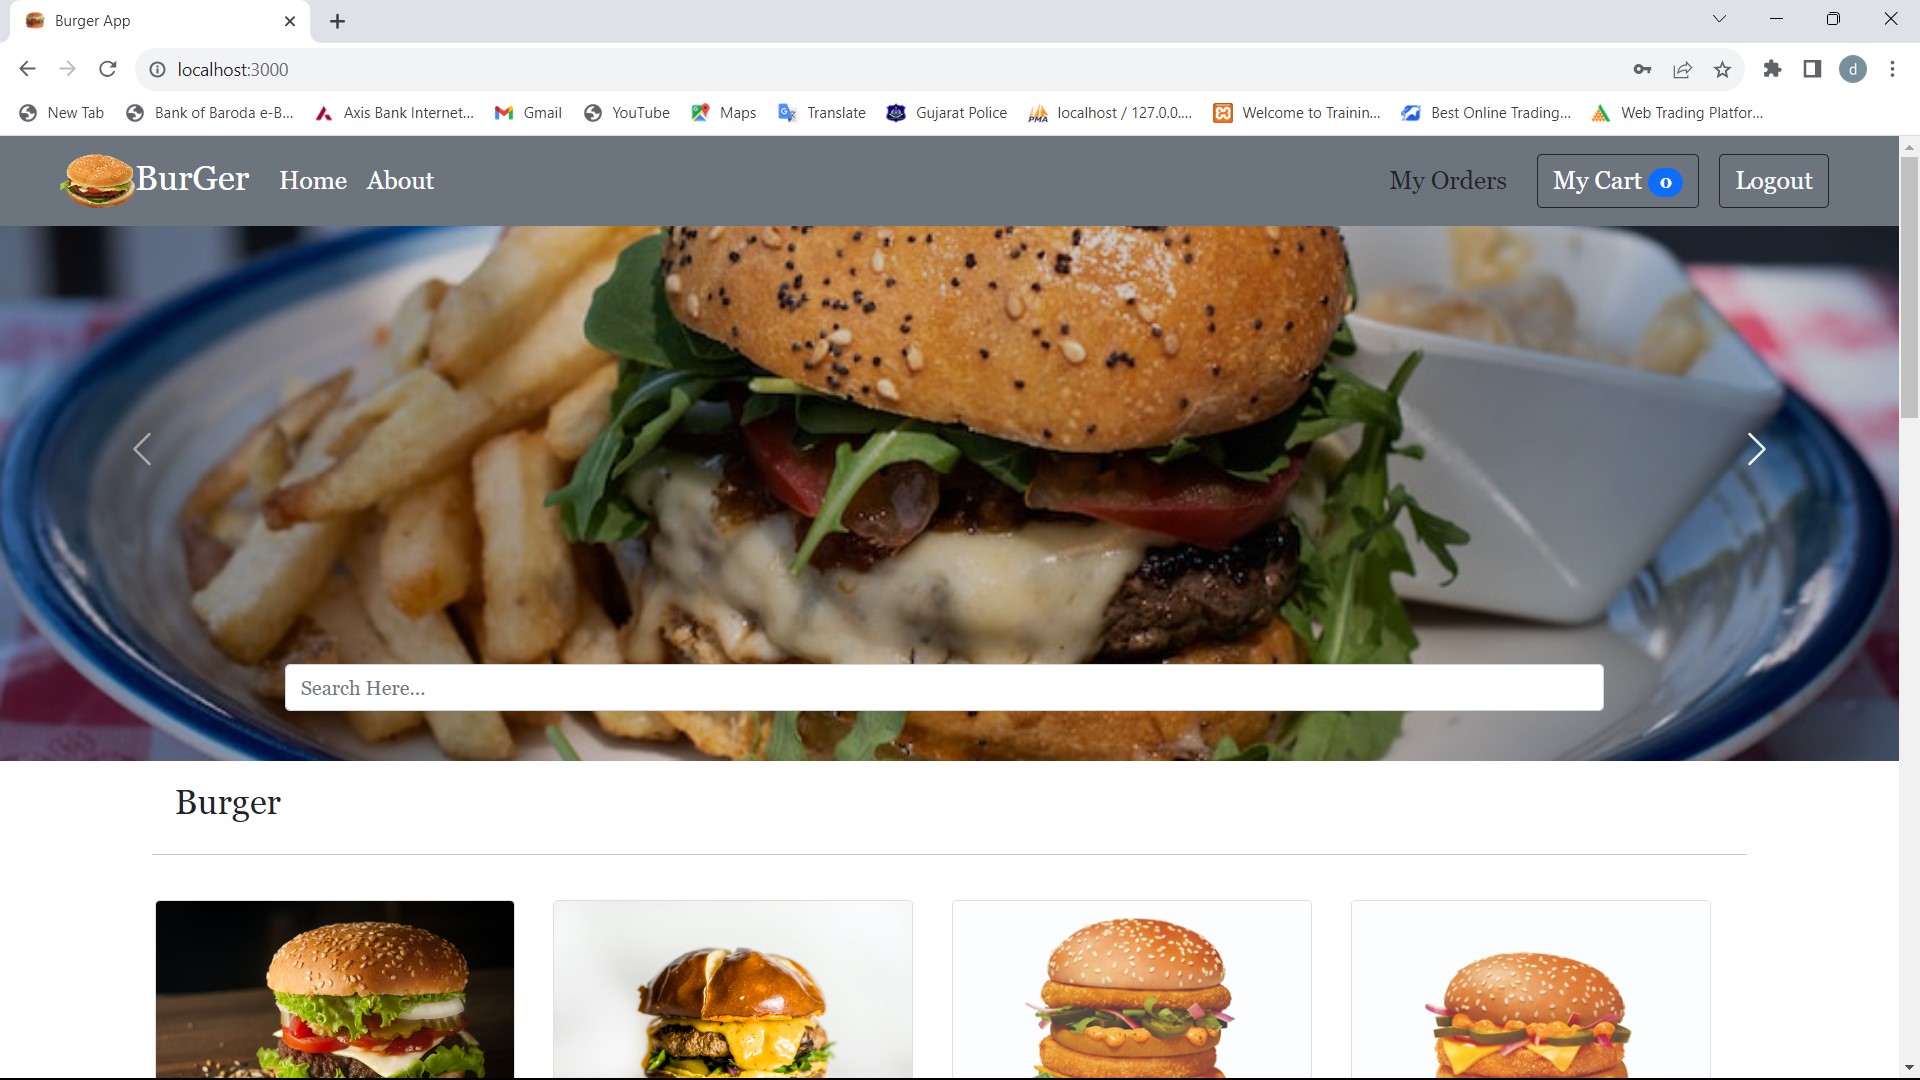 Burger App
localhost:3000
d
New Tab
Bank of Baroda e-B...
Axis Bank Internet...
Gmail
YouTube
Maps
Translate
Gujarat Police
PMA
localhost / 127.0.0....
Welcome to Trainin...
Best Online Trading...
Web Trading Platfor...
BurGer
Home
About
My Orders
My Cart 0
Logout
Search Here...
Burger